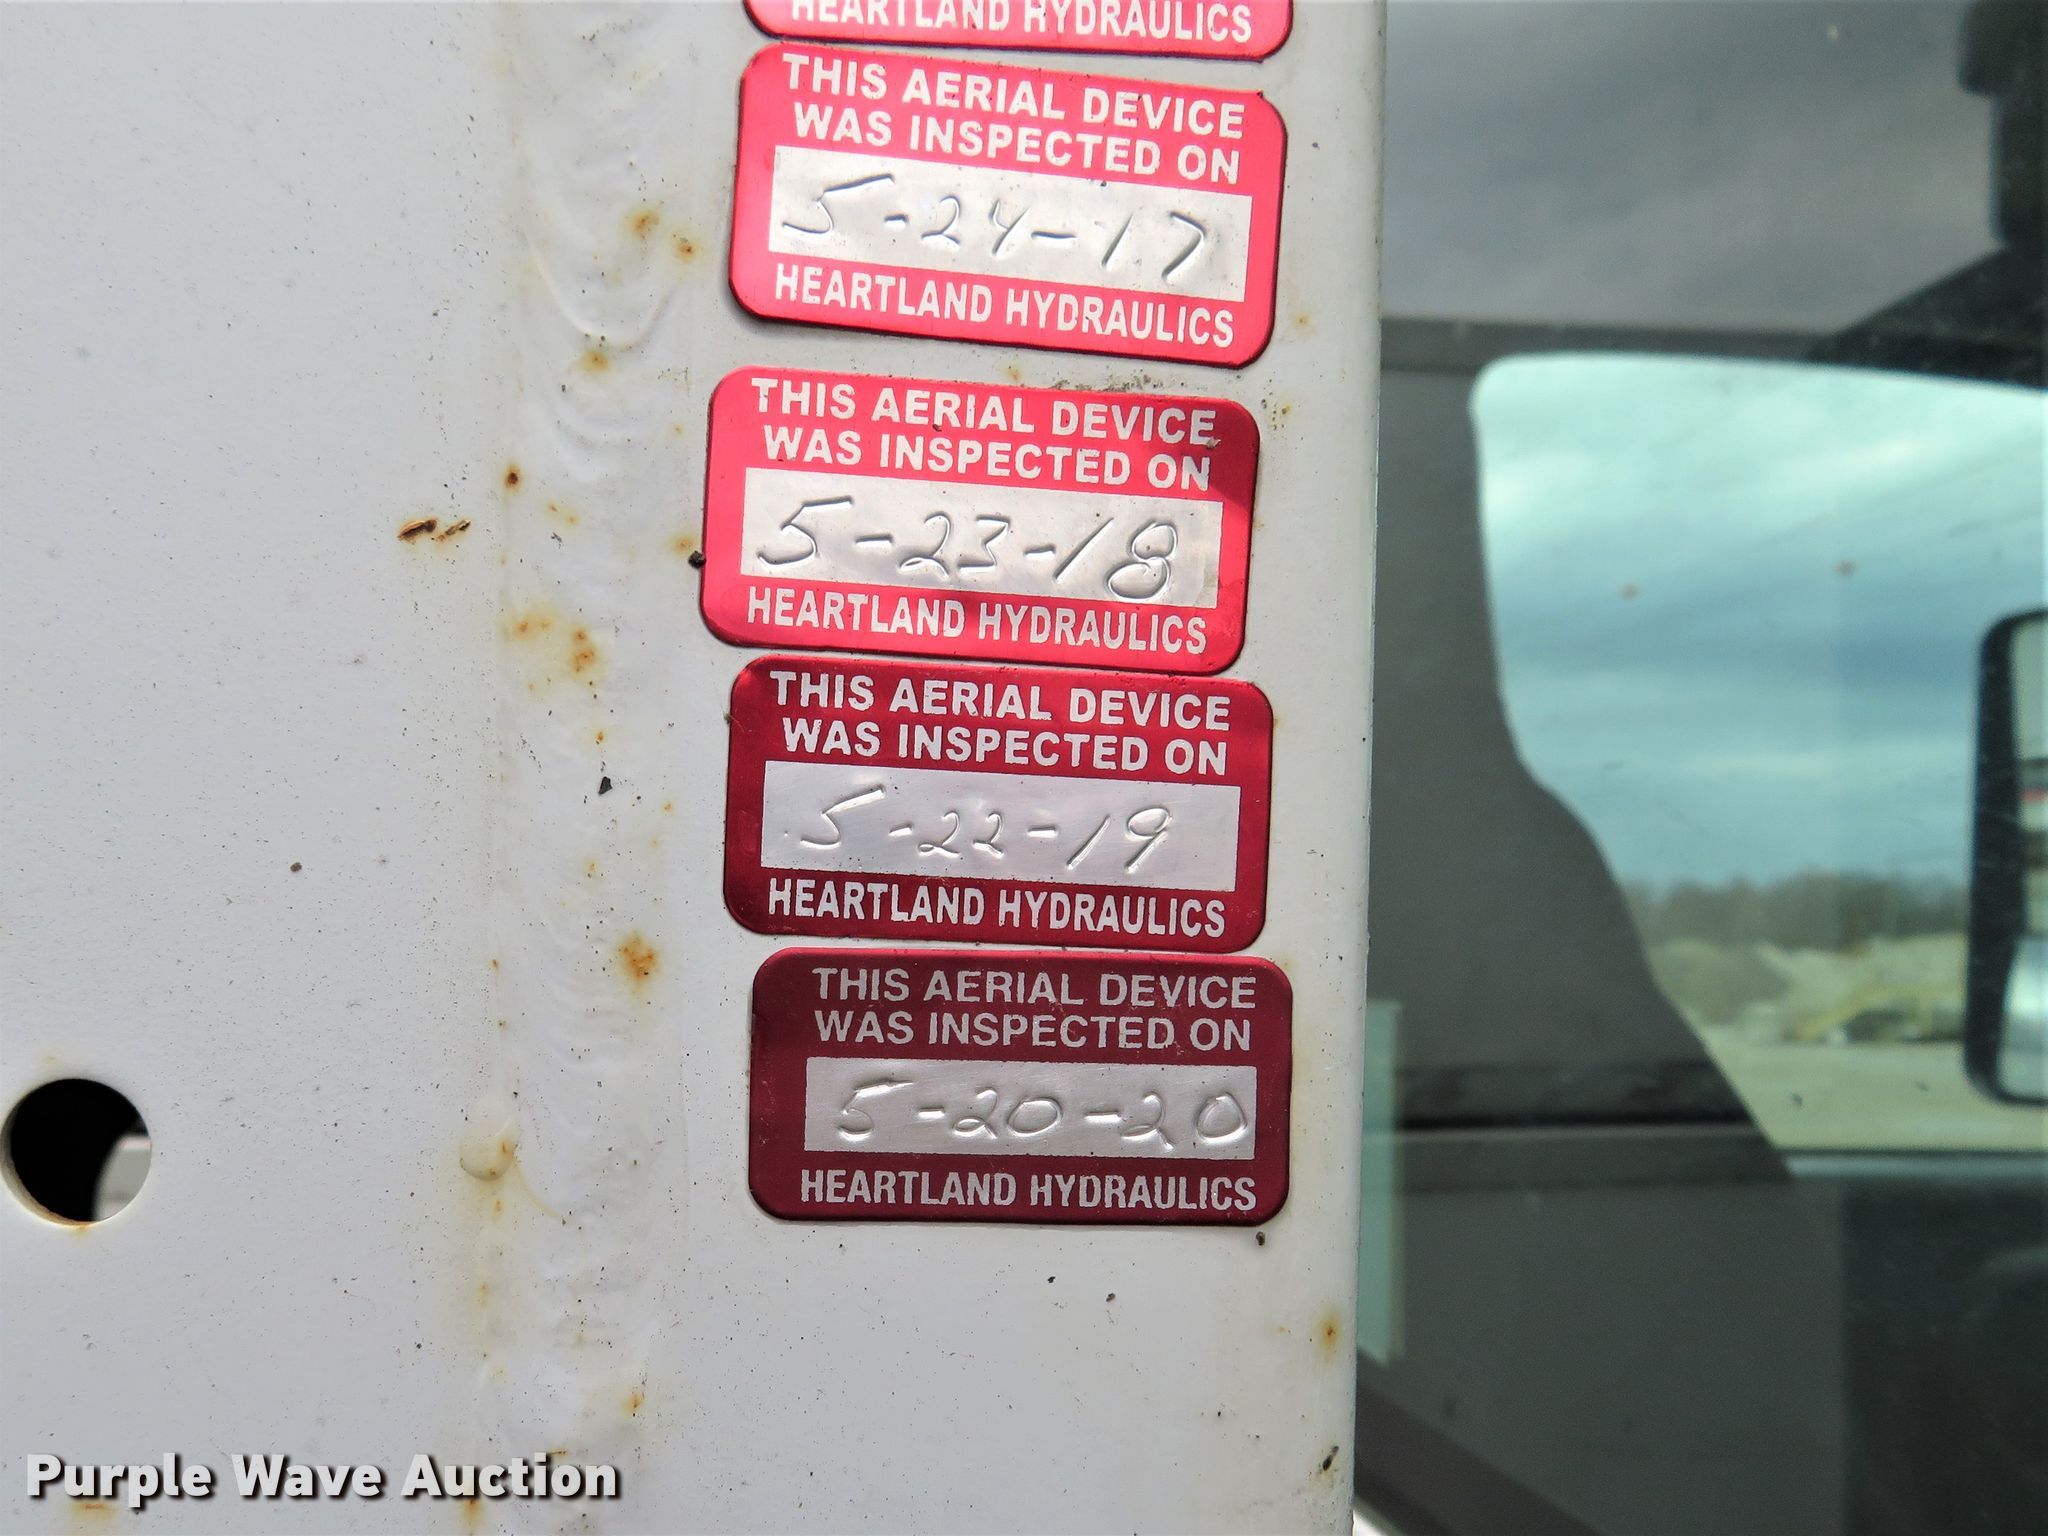 HEARTLAND HYDRAULICS
THIS AERIAL DEVICE
WAS INSPECTED ON
5-24-17
HEARTLAND HYDRAULICS
THIS AERIAL DEVICE
WAS INSPECTED ON
5-23-18
HEARTLAND HYDRAULICS
THIS AERIAL DEVICE
WAS INSPECTED ON
5-22-19
HEARTLAND HYDRAULICS
THIS AERIAL DEVICE
WAS INSPECTED ON
5-20-20
HEARTLAND HYDRAULICS
Purple Wave Auction